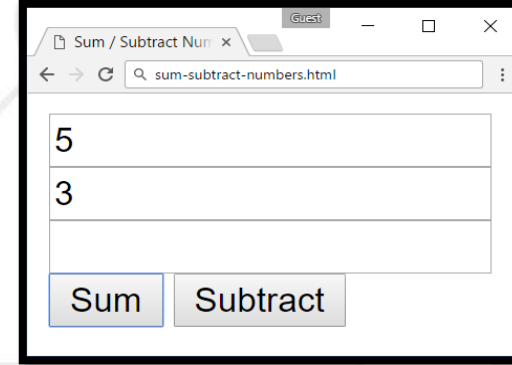 Guest
Sum / Subtract Num
sum-subtract-numbers.html
5
3
Sum Subtract